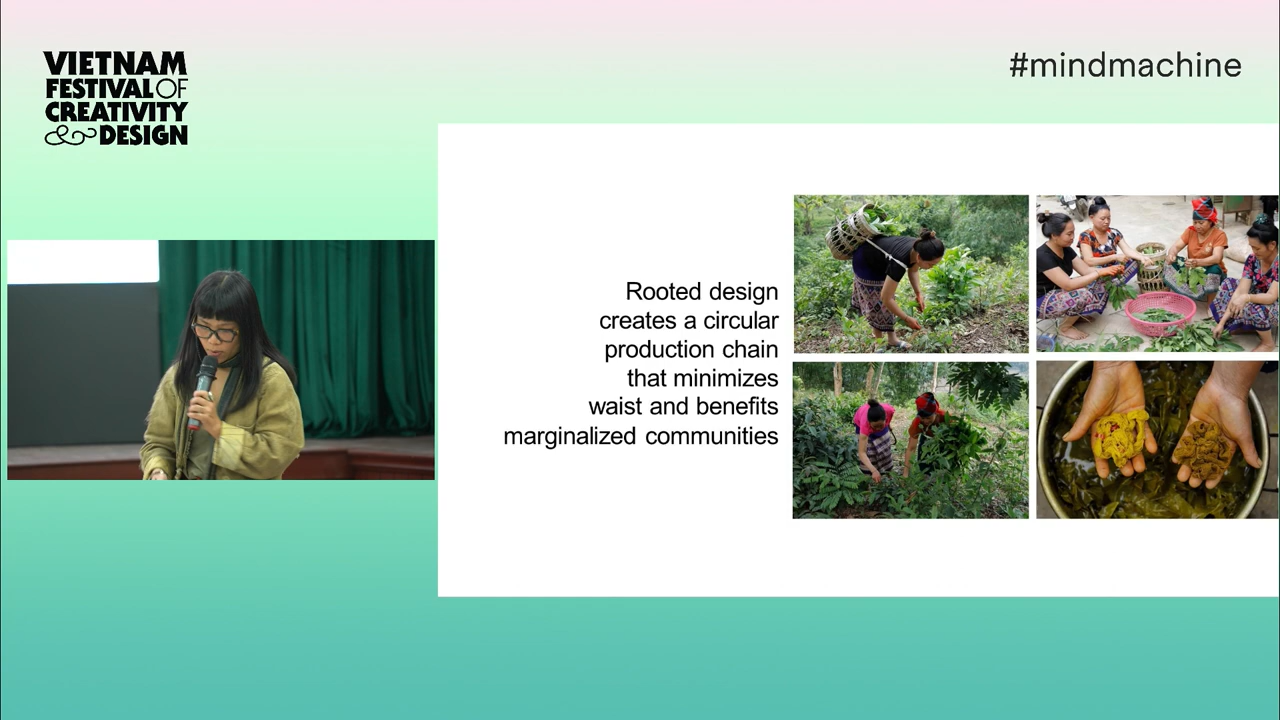 VIETNAM
FESTIVAL OF
CREATIVITY
& DESIGN
#mindmachine
Rooted design
creates a circular
production chain
that minimizes
waist and benefits
marginalized communities